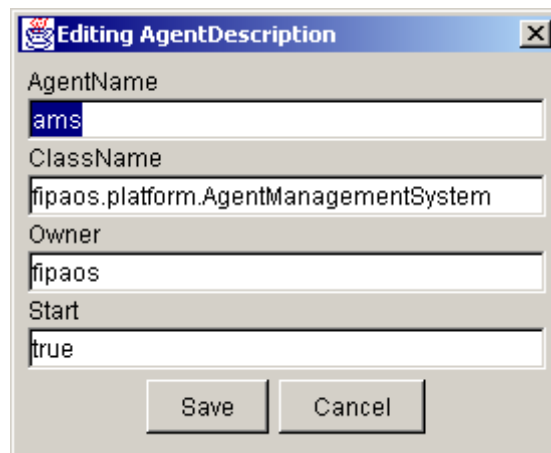 Editing AgentDescription
AgentName
ams
ClassName
fipaos.platform.AgentManagementSystem
Owner
fipaos
Start
true
Save Cancel